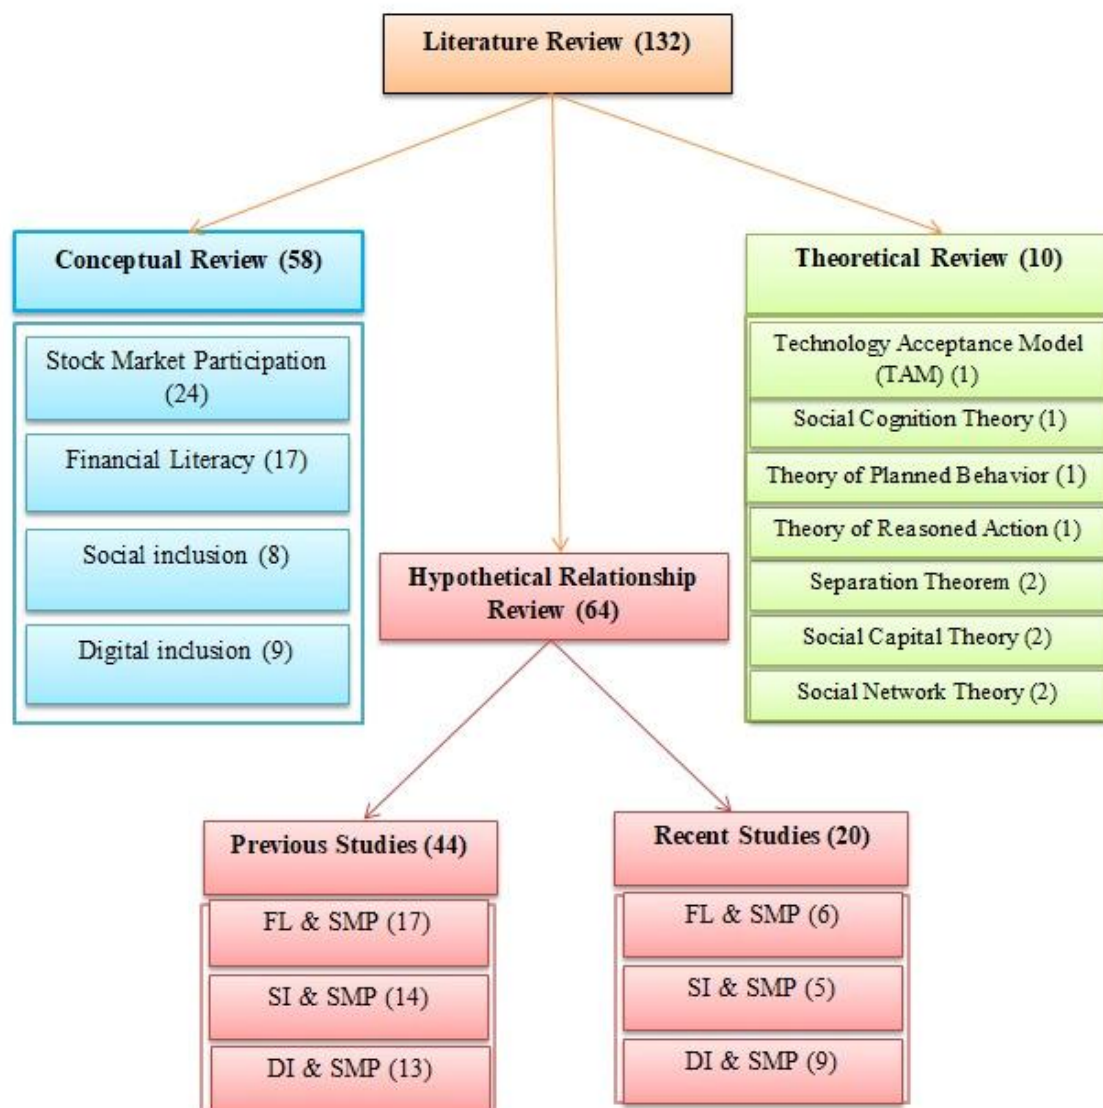 Literature Review (132)
Conceptual Review (58)
Stock Market Participation
(24)
Financial Literacy (17)
Social inclusion (8)
Digital inclusion (9)
Theoretical Review (10)
Technology Acceptance Model
(TAM) (1)
Social Cognition Theory (1)
Theory of Planned Behavior (1)
Theory of Reasoned Action (1)
Separation Theorem (2)
Social Capital Theory (2)
Social Network Theory (2)
Hypothetical Relationship
Review (64)
Previous Studies (44)
FL & SMP (17)
SI & SMP (14)
DI & SMP (13)
Recent Studies (20)
FL & SMP (6)
SI & SMP (5)
DI & SMP (9)